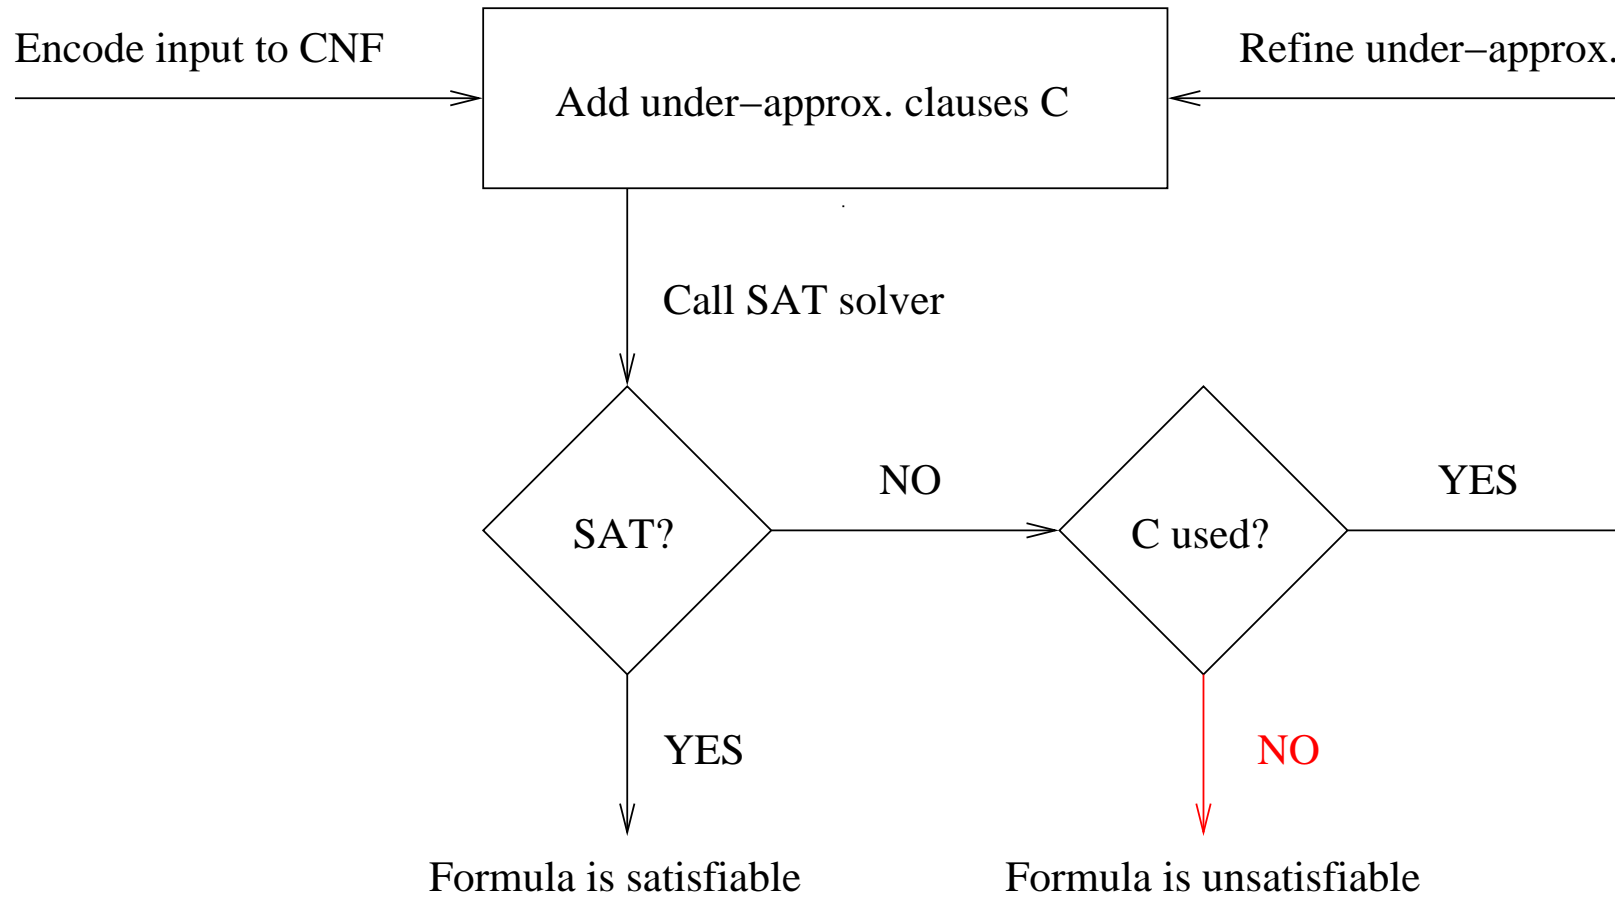 Encode input to CNF
Refine under−approx.
Add under−approx. clauses C
Call SAT solver
NO
YES
SAT?
C used?
YES
NO
Formula is satisfiable
Formula is unsatisfiable